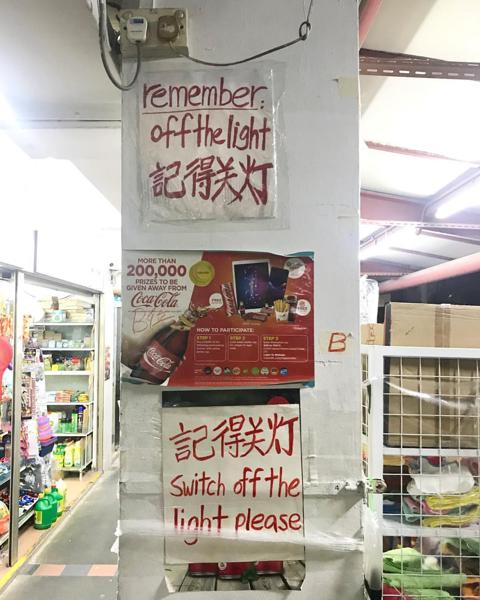 remember:
off the light
記得关灯
MORE THAN
200,000
PRIZES TO BE
GIVEN AWAY FROM
Coca-Cola
HOW TO PARTICIPATE:
STEP 1
STEP 2
STEP 3
Coca-Cola
B
記得关灯
Switch off the
light please